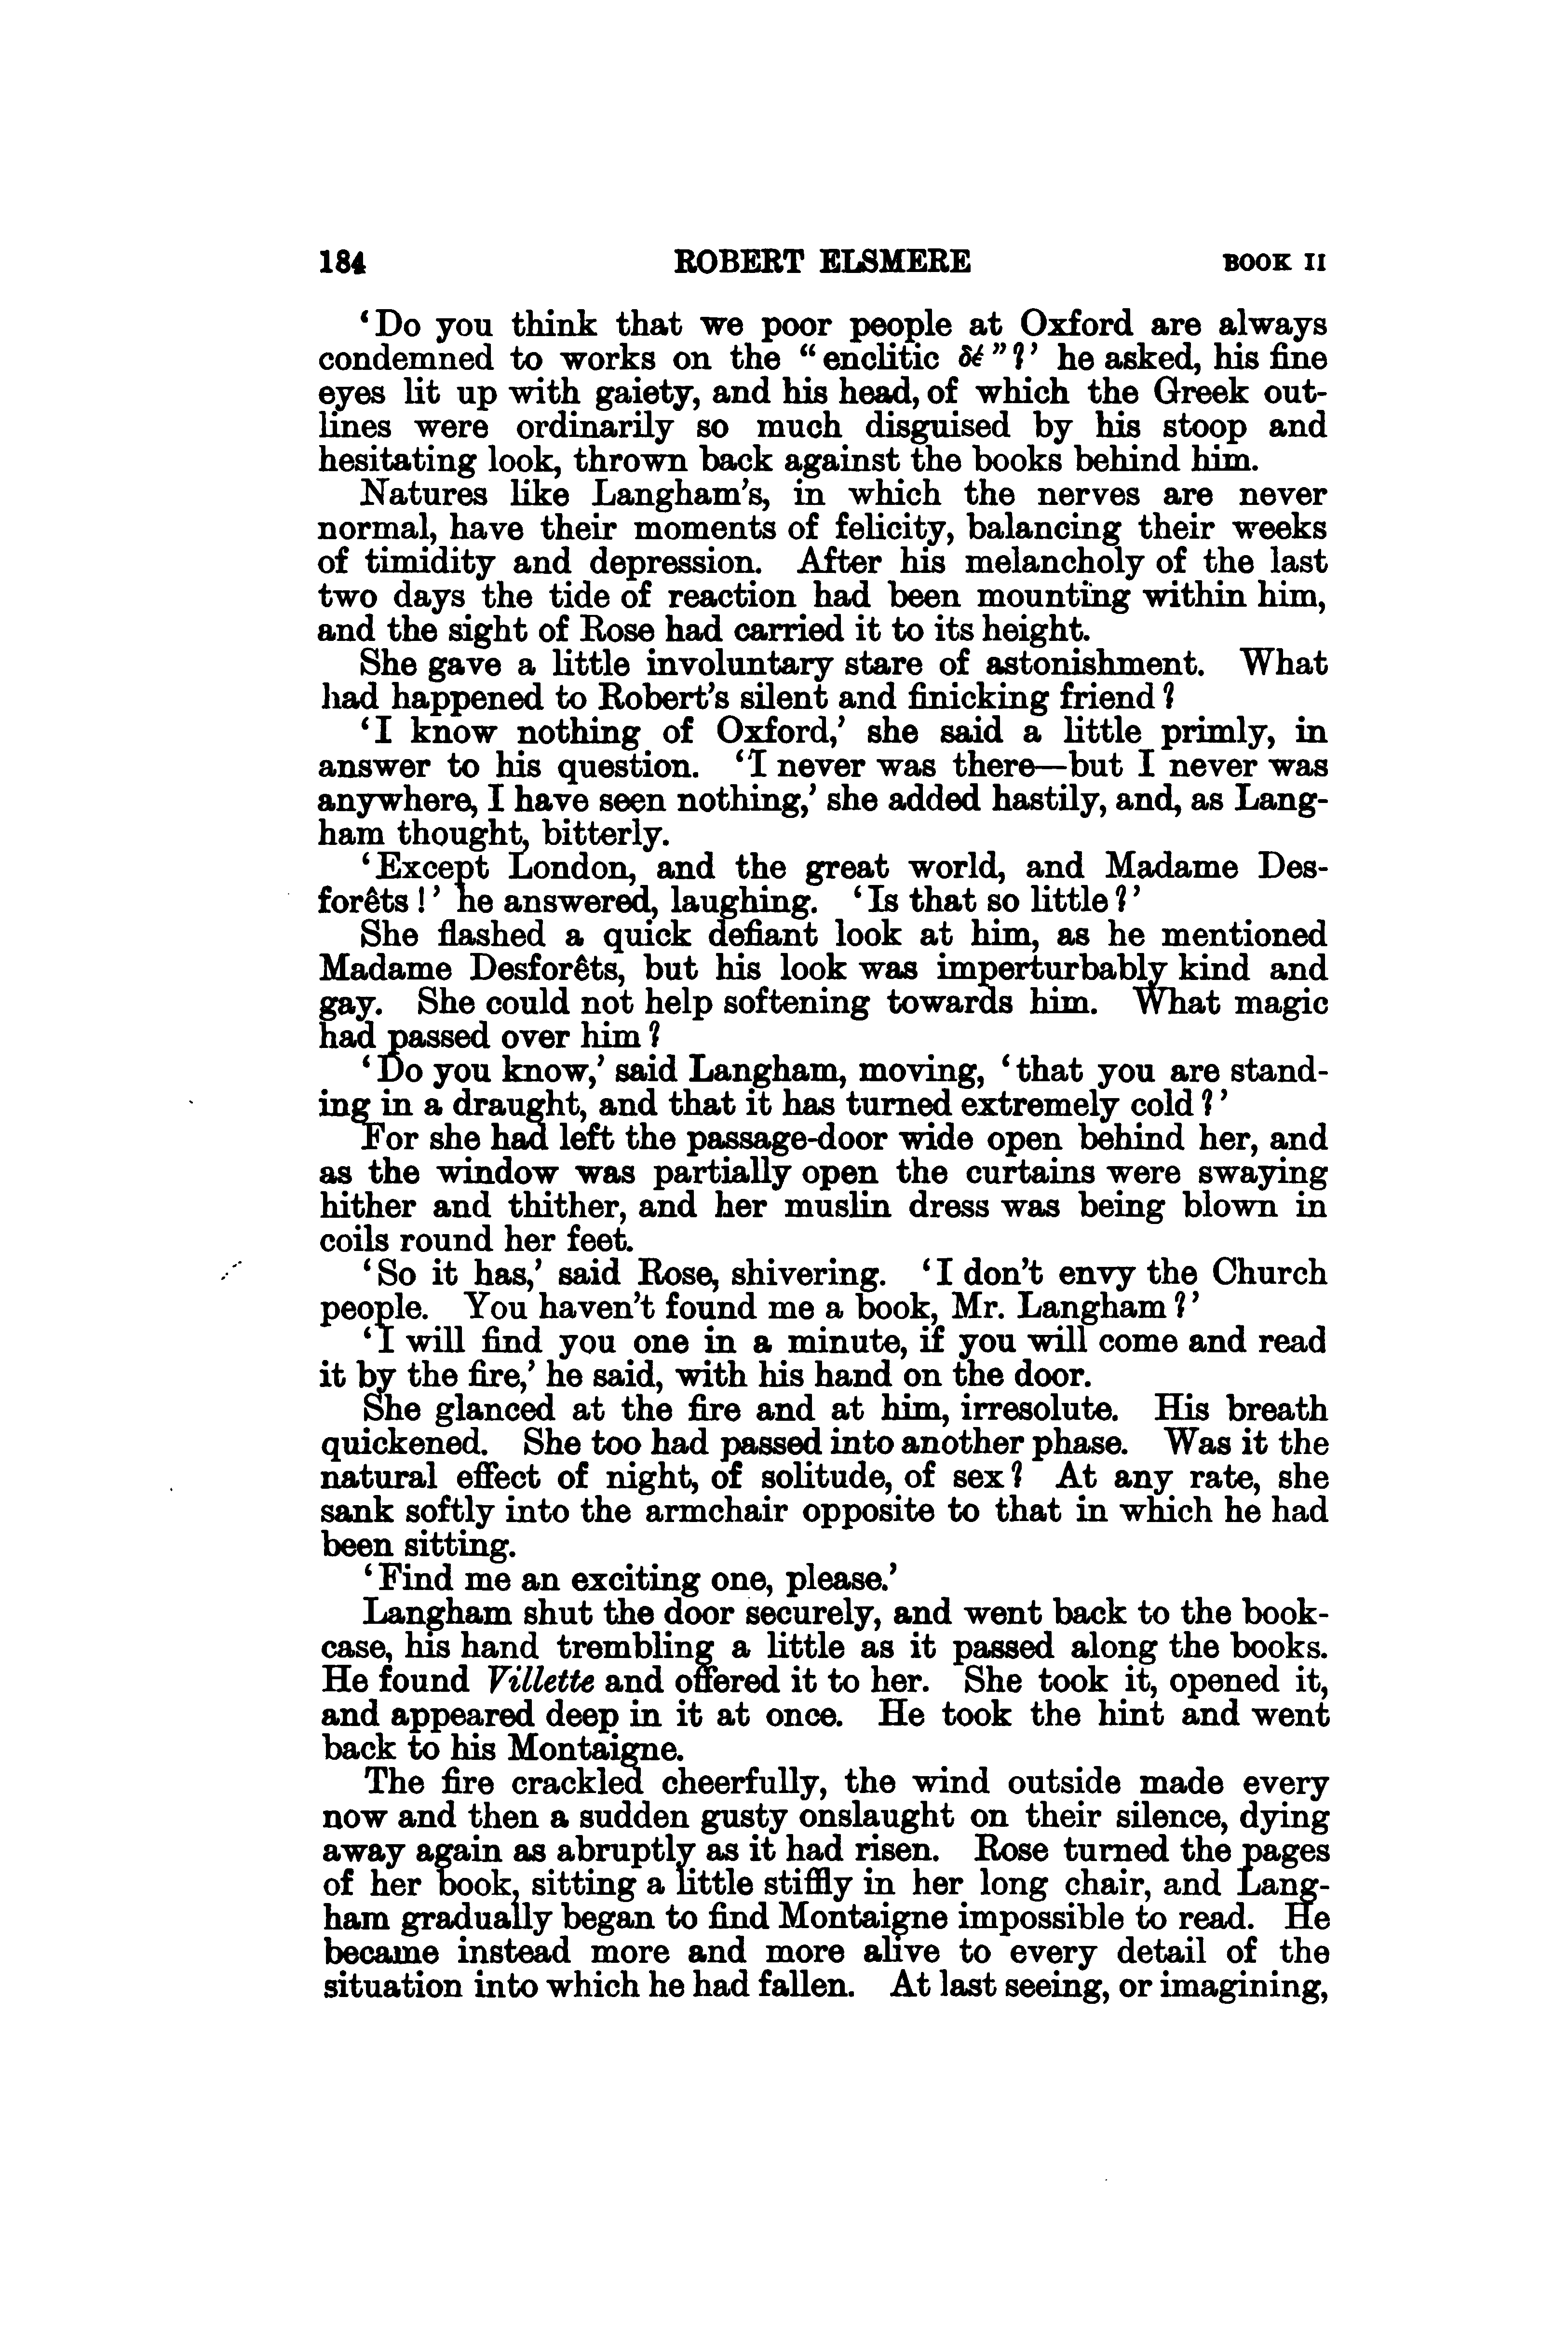 184 ROBERT ELSMERE BOOK II
‘Do you think that we poor people at Oxford are always
condemned to works on the “enclitic δέ”?’ he asked, his fine
eyes lit up with gaiety, and his head, of which the Greek out-
lines were ordinarily so much disguised by his stoop and
hesitating look, thrown back against the books behind him.
Natures like Langham’s, in which the nerves are never
normal, have their moments of felicity, balancing their weeks
of timidity and depression. After his melancholy of the last
two days the tide of reaction had been mounting within him,
and the sight of Rose had carried it to its height.
She gave a little involuntary stare of astonishment. What
had happened to Robert’s silent and finicking friend?
‘I know nothing of Oxford,’ she said a little primly, in
answer to his question. ‘I never was there—but I never was
anywhere, I have seen nothing,’ she added hastily, and, as Lang-
ham thought, bitterly.
‘Except London, and the great world, and Madame Des-
forêts!’ he answered, laughing. ‘Is that so little?’
She flashed a quick defiant look at him, as he mentioned
Madame Desforêts, but his look was imperturbably kind and
gay. She could not help softening towards him. What magic
had passed over him?
‘Do you know,’ said Langham, moving, ‘that you are stand-
ing in a draught, and that it has turned extremely cold?’
For she had left the passage-door wide open behind her, and
as the window was partially open the curtains were swaying
hither and thither, and her muslin dress was being blown in
coils round her feet.
‘So it has,’ said Rose, shivering. ‘I don’t envy the Church
people. You haven’t found me a book, Mr. Langham?’
‘I will find you one in a minute, if you will come and read
it by the fire,’ he said, with his hand on the door.
She glanced at the fire and at him, irresolute. His breath
quickened. She too had passed into another phase. Was it the
natural effect of night, of solitude, of sex? At any rate, she
sank softly into the armchair opposite to that in which he had
been sitting.
‘Find me an exciting one, please.’
Langham shut the door securely, and went back to the book-
case, his hand trembling a little as it passed along the books.
He found Villette and offered it to her. She took it, opened it,
and appeared deep in it at once. He took the hint and went
back to his Montaigne.
The fire crackled cheerfully, the wind outside made every
now and then a sudden gusty onslaught on their silence, dying
away again as abruptly as it had risen. Rose turned the pages
of her book, sitting a little stiffly in her long chair, and Lang-
ham gradually began to find Montaigne impossible to read. He
became instead more and more alive to every detail of the
situation into which he had fallen. At last seeing, or imagining,